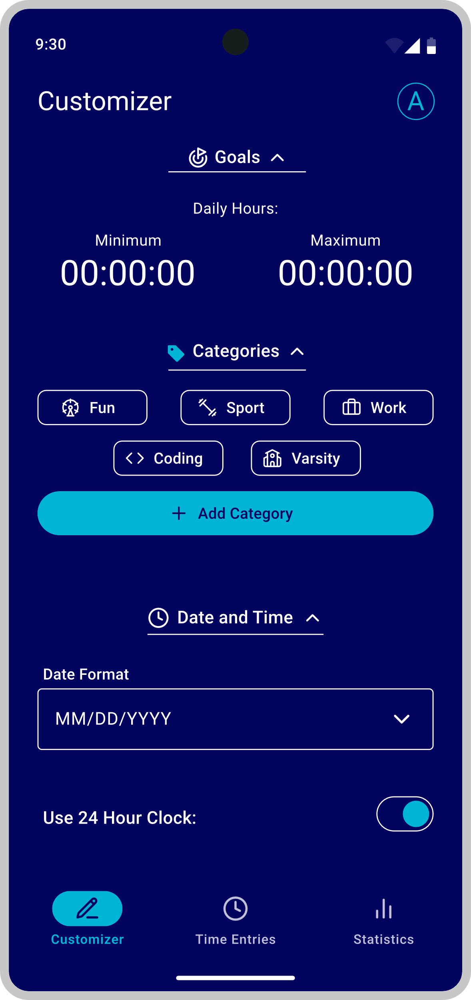 9:30
Customizer
A
Goals
Daily Hours:
Minimum Maximum
00:00:00 00:00:00
Categories
Fun Sport Work
Coding Varsity
Add Category
Date and Time
Date Format
MM/DD/YYYY
Use 24 Hour Clock:
Customizer Time Entries Statistics